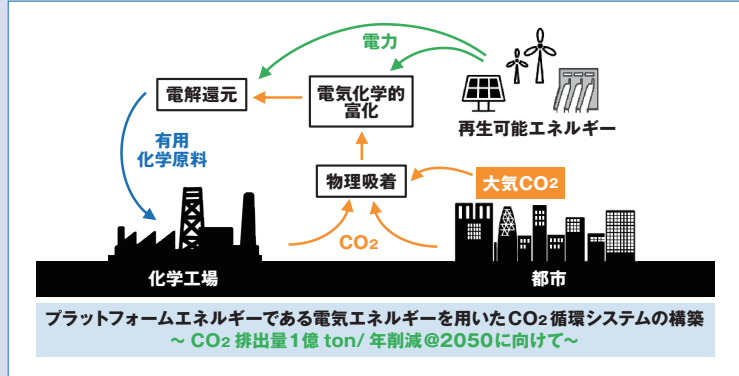 電力
電解還元
電気化学的
富化
再生可能エネルギー
有用
化学原料
物理吸着
大気CO2
CO2
化学工場
都市
プラットフォームエネルギーである電気エネルギーを用いたCO2循環システムの構築
～ CO2 排出量1億 ton/ 年削減@2050に向けて～